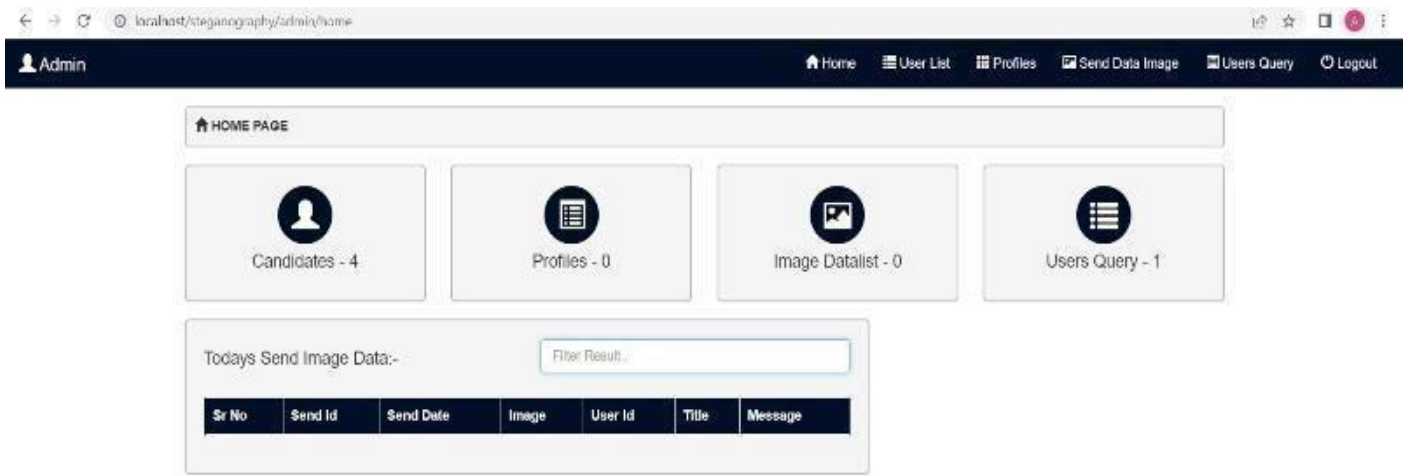 localhost/steganography/admin/home
Admin Home User List Profiles Send Data Image Users Query Logout
HOME PAGE
Candidates - 4 Profiles - 0 Image Datalist - 0 Users Query - 1
Todays Send Image Data:- Filter Result..
Sr No Send Id Send Date Image User Id Title Message